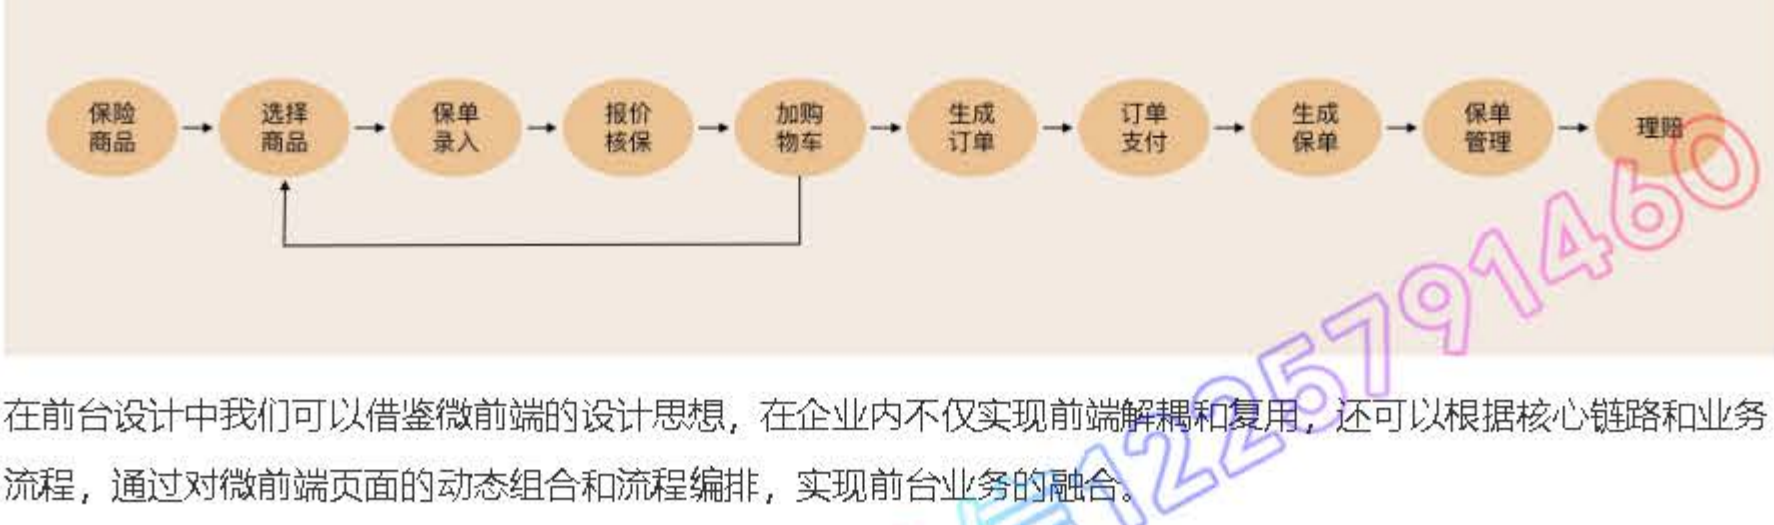 保险
商品
选择
商品
保单
录入
报价
核保
加购
物车
生成
订单
订单
支付
生成
保单
保单
管理
理赔
在前台设计中我们可以借鉴微前端的设计思想，在企业内不仅实现前端解耦和复用，还可以根据核心链路和业务
流程，通过对微前端页面的动态组合和流程编排，实现前台业务的融合。
1225791460